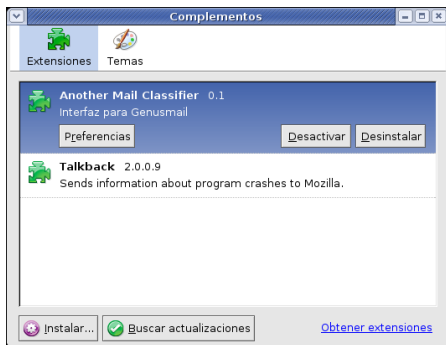 Complementos
Extensiones Temas
Another Mail Classifier 0.1
Interfaz para Genusmail
Preferencias Desactivar Desinstalar
Talkback 2.0.0.9
Sends information about program crashes to Mozilla.
Instalar... Buscar actualizaciones Obtener extensiones